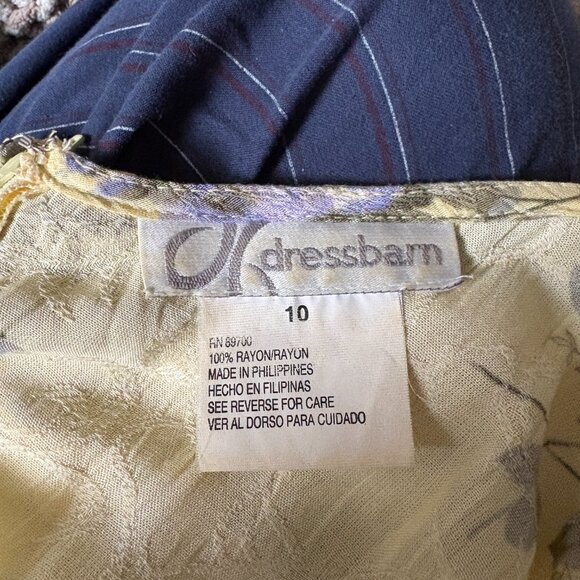 dressbarn
10
RN 89700
100% RAYON/RAYÓN
MADE IN PHILIPPINES
HECHO EN FILIPINAS
SEE REVERSE FOR CARE
VER AL DORSO PARA CUIDADO